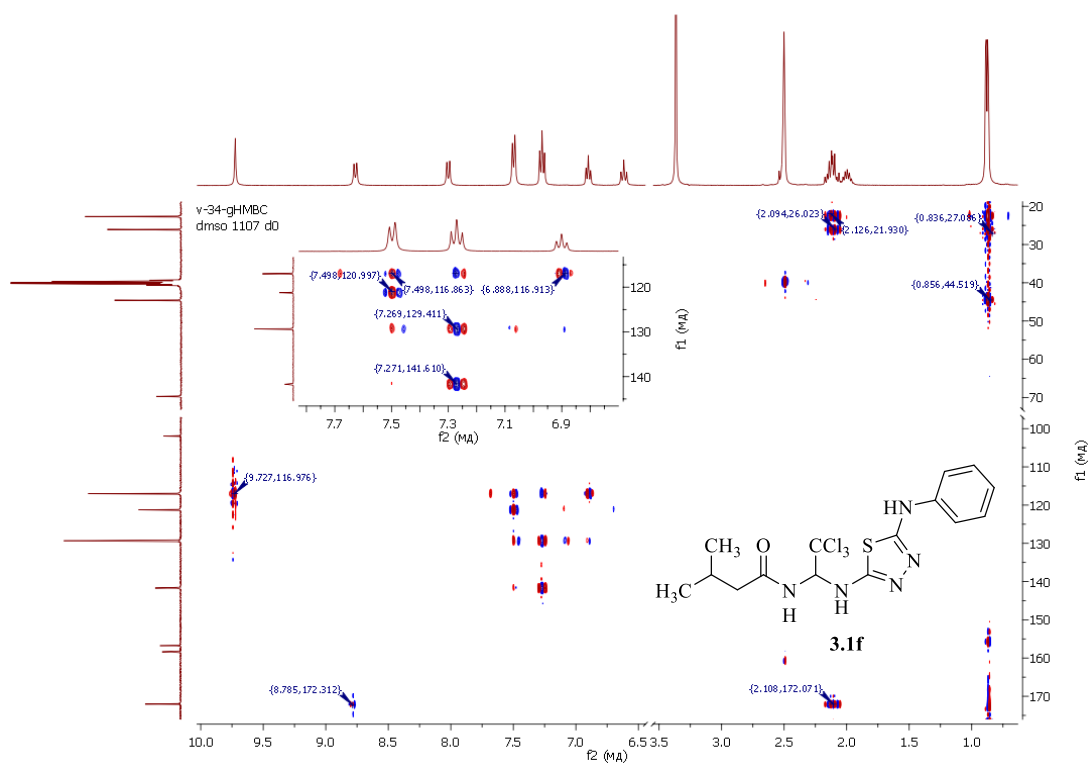 v-34-gHMBC
dmso 1107 d0
{7.498,120.997}
{7.498,116.863}
{6.888,116.913}
{7.269,129.411}
{7.271,141.610}
120
130
140
f1 (мд)
7.7
7.5
7.3
7.1
6.9
f2 (мд)
{2.094,26.023}
{2.126,21.930}
{0.836,27.086}
{0.856,44.519}
20
30
40
50
60
70
f1 (мд)
{9.727,116.976}
100
110
120
130
140
150
160
170
CH3
H3C
O
N
H
CCl3
N
H
S
N
N
HN
3.1f
{8.785,172.312}
{2.108,172.071}
10.0
9.5
9.0
8.5
8.0
7.5
7.0
6.5
3.5
3.0
2.5
2.0
1.5
1.0
f2 (мд)